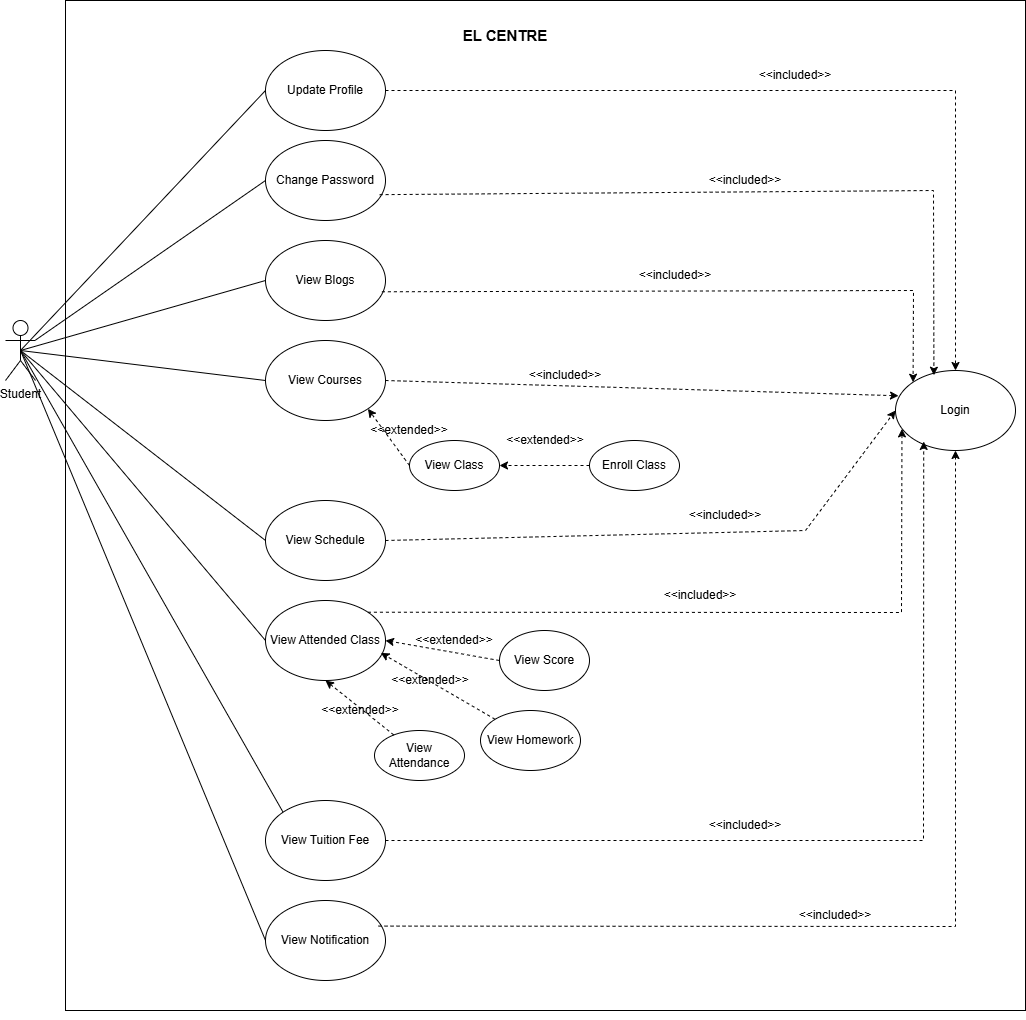 EL CENTRE
<<included>>
Update Profile
<<included>>
Change Password
<<included>>
View Blogs
Student
<<included>>
View Courses
Login
<<extended>>
<<extended>>
View Class
Enroll Class
<<included>>
View Schedule
<<included>>
View Attended Class
<<extended>>
View Score
<<extended>>
<<extended>>
View Homework
View
Attendance
<<included>>
View Tuition Fee
<<included>>
View Notification